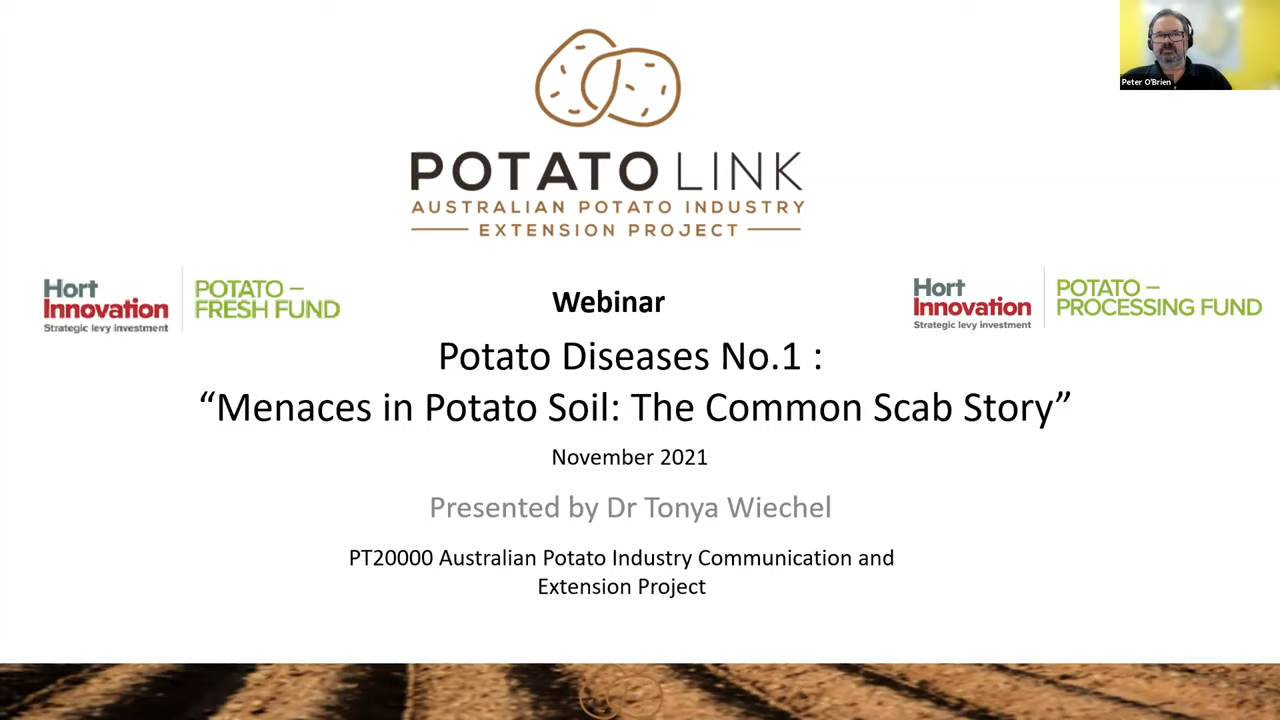 Peter O'Brien
POTATO LINK
AUSTRALIAN POTATO INDUSTRY
EXTENSION PROJECT
Hort
Innovation
Strategic levy investment
POTATO –
FRESH FUND
Webinar
Hort
Innovation
Strategic levy investment
POTATO –
PROCESSING FUND
Potato Diseases No.1 :
“Menaces in Potato Soil: The Common Scab Story”
November 2021
Presented by Dr Tonya Wiechel
PT20000 Australian Potato Industry Communication and
Extension Project